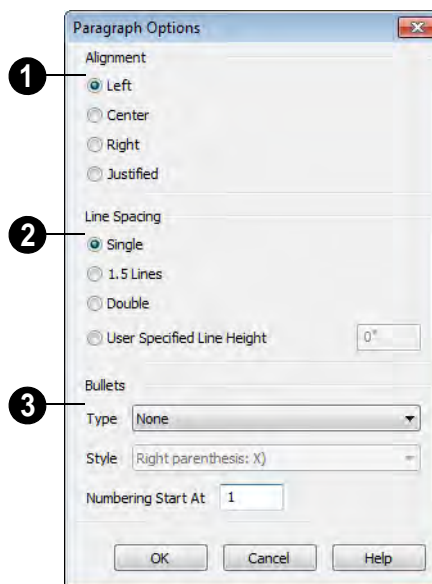 Paragraph Options
Alignment
1
Left
Center
Right
Justified
Line Spacing
2
Single
1.5 Lines
Double
User Specified Line Height 0"
Bullets
3
Type None
Style Right parenthesis: X)
Numbering Start At 1
OK Cancel Help